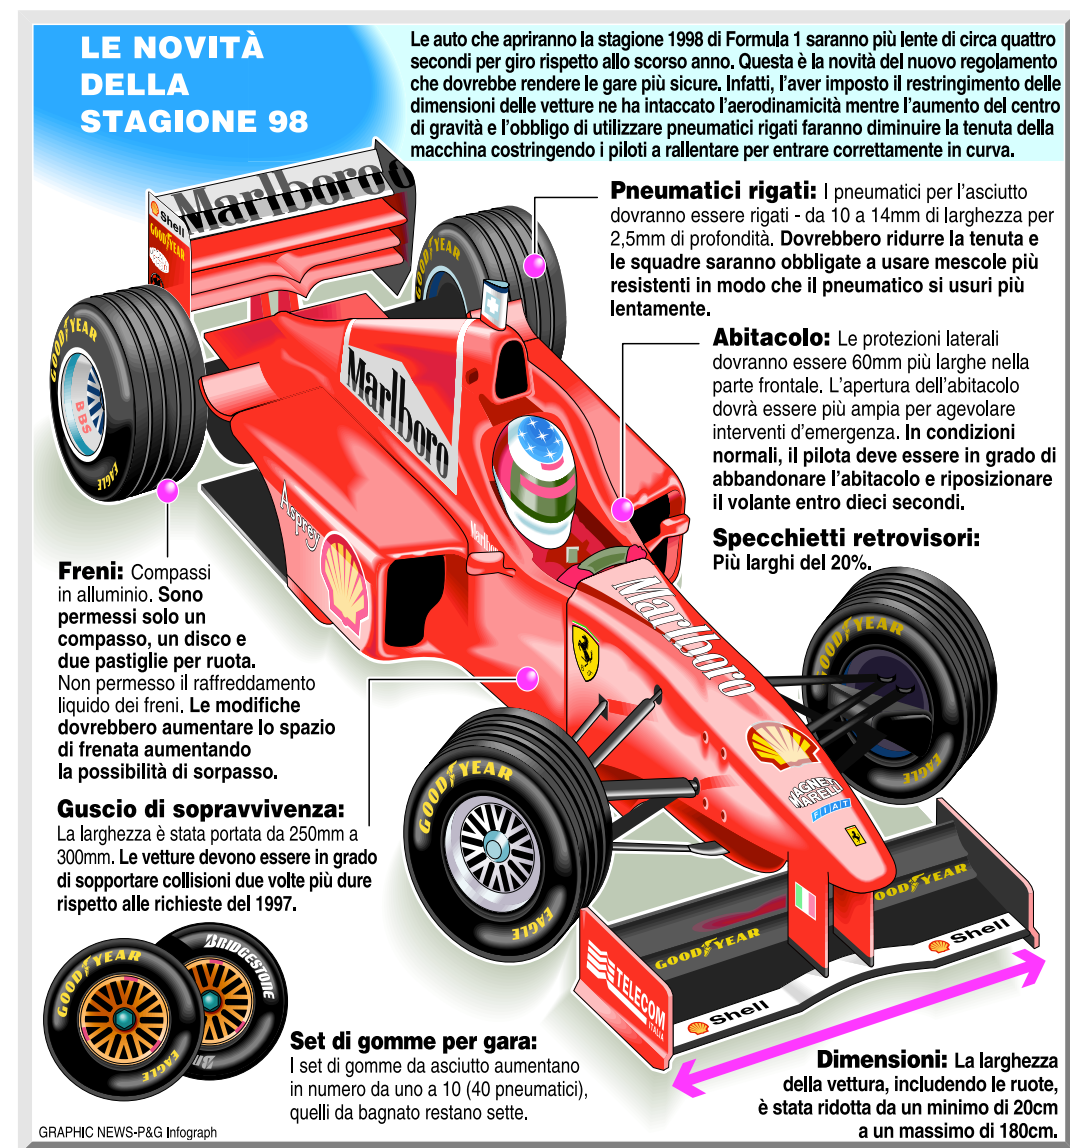 LE NOVITÀ
DELLA
STAGIONE 98
Le auto che apriranno la stagione 1998 di Formula 1 saranno più lente di circa quattro
secondi per giro rispetto allo scorso anno. Questa è la novità del nuovo regolamento
che dovrebbe rendere le gare più sicure. Infatti, l'aver imposto il restringimento delle
dimensioni delle vetture ne ha intaccato l'aerodinamicità mentre l'aumento del centro
di gravità e l'obbligo di utilizzare pneumatici rigati faranno diminuire la tenuta della
macchina costringendo i piloti a rallentare per entrare correttamente in curva.
Pneumatici rigati: I pneumatici per l'asciutto
dovranno essere rigati - da 10 a 14mm di larghezza per
2,5mm di profondità. Dovrebbero ridurre la tenuta e
le squadre saranno obbligate a usare mescole più
resistenti in modo che il pneumatico si usuri più
lentamente.
Abitacolo: Le protezioni laterali
dovranno essere 60mm più larghe nella
parte frontale. L'apertura dell'abitacolo
dovrà essere più ampia per agevolare
interventi d'emergenza. In condizioni
normali, il pilota deve essere in grado di
abbandonare l'abitacolo e riposizionare
il volante entro dieci secondi.
Specchietti retrovisori:
Più larghi del 20%.
Freni: Compassi
in alluminio. Sono
permessi solo un
compasso, un disco e
due pastiglie per ruota.
Non permesso il raffreddamento
liquido dei freni. Le modifiche
dovrebbero aumentare lo spazio
di frenata aumentando
la possibilità di sorpasso.
Guscio di sopravvivenza:
La larghezza è stata portata da 250mm a
300mm. Le vetture devono essere in grado
di sopportare collisioni due volte più dure
rispetto alle richieste del 1997.
Set di gomme per gara:
I set di gomme da asciutto aumentano
in numero da uno a 10 (40 pneumatici),
quelli da bagnato restano sette.
Dimensioni: La larghezza
della vettura, includendo le ruote,
è stata ridotta da un minimo di 20cm
a un massimo di 180cm.
GRAPHIC NEWS-P&G Infograph
Marlboro
Shell
GOODYEAR
GOODYEAR
GOODYEAR
BBS
EAGLE
Marlboro
Asprey
Marlboro
Marlboro
GOODYEAR
EAGLE
GOODYEAR
EAGLE
MAGNETI
MARELLI
FIAT
GOODYEAR
GOODYEAR
Shell
Shell
TELECOM
ITALIA
GOODYEAR
EAGLE
BRIDGESTONE